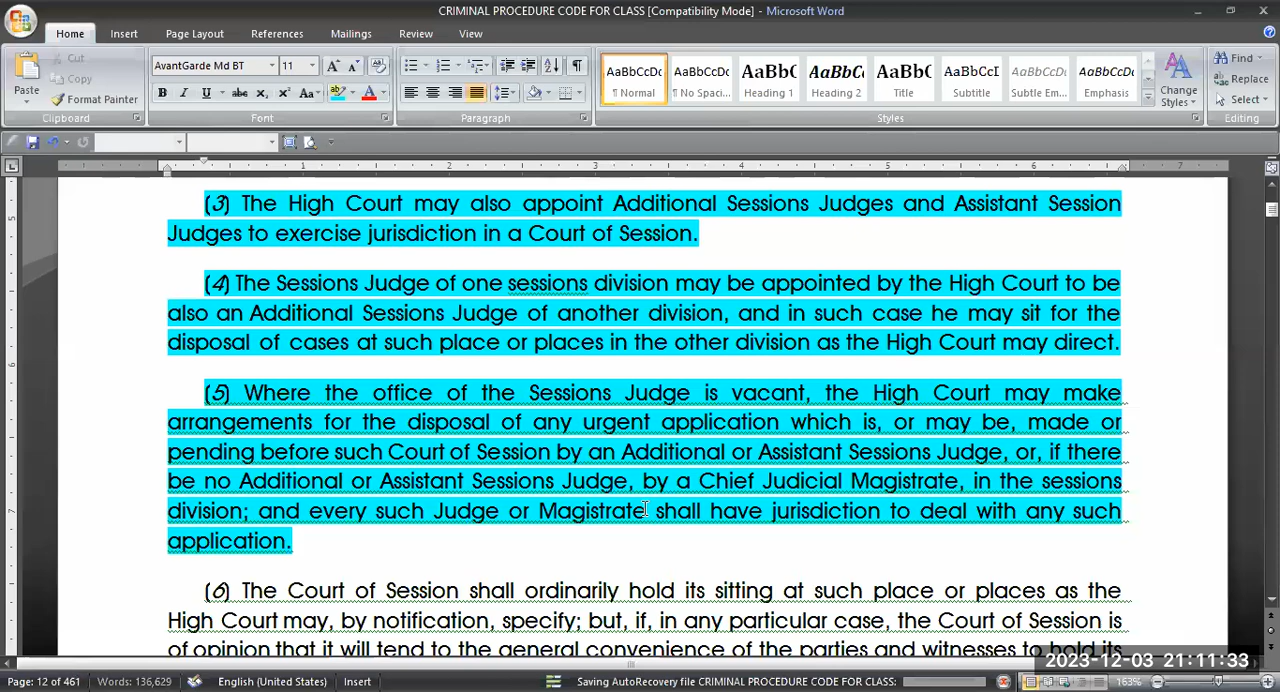 CRIMINAL PROCEDURE CODE FOR CLASS [Compatibility Mode] - Microsoft Word
Home Insert Page Layout References Mailings Review View
Paste
Cut
Copy
Format Painter
Clipboard
AvantGarde Md BT 11
Font
Paragraph
AaBbCcDc AaBbCcDc AaBbC AaBbCc AaBbC AaBbCcI AaBbCcDc AaBbCcDc
¶ Normal ¶ No Spaci... Heading 1 Heading 2 Title Subtitle Subtle Em... Emphasis
Styles
Change Styles
Find
Replace
Select
Editing
1 2 3 4 5 6 7
(3) The High Court may also appoint Additional Sessions Judges and Assistant Session
Judges to exercise jurisdiction in a Court of Session.
(4) The Sessions Judge of one sessions division may be appointed by the High Court to be
also an Additional Sessions Judge of another division, and in such case he may sit for the
disposal of cases at such place or places in the other division as the High Court may direct.
(5) Where the office of the Sessions Judge is vacant, the High Court may make
arrangements for the disposal of any urgent application which is, or may be, made or
pending before such Court of Session by an Additional or Assistant Sessions Judge, or, if there
be no Additional or Assistant Sessions Judge, by a Chief Judicial Magistrate, in the sessions
division; and every such Judge or Magistrate shall have jurisdiction to deal with any such
application.
(6) The Court of Session shall ordinarily hold its sitting at such place or places as the
High Court may, by notification, specify; but, if, in any particular case, the Court of Session is
of opinion that it will tend to the general convenience of the parties and witnesses to hold its
2023-12-03 21:11:33
Page: 12 of 461 Words: 136,629 English (United States) Insert Saving AutoRecovery file CRIMINAL PROCEDURE CODE FOR CLASS: 163%